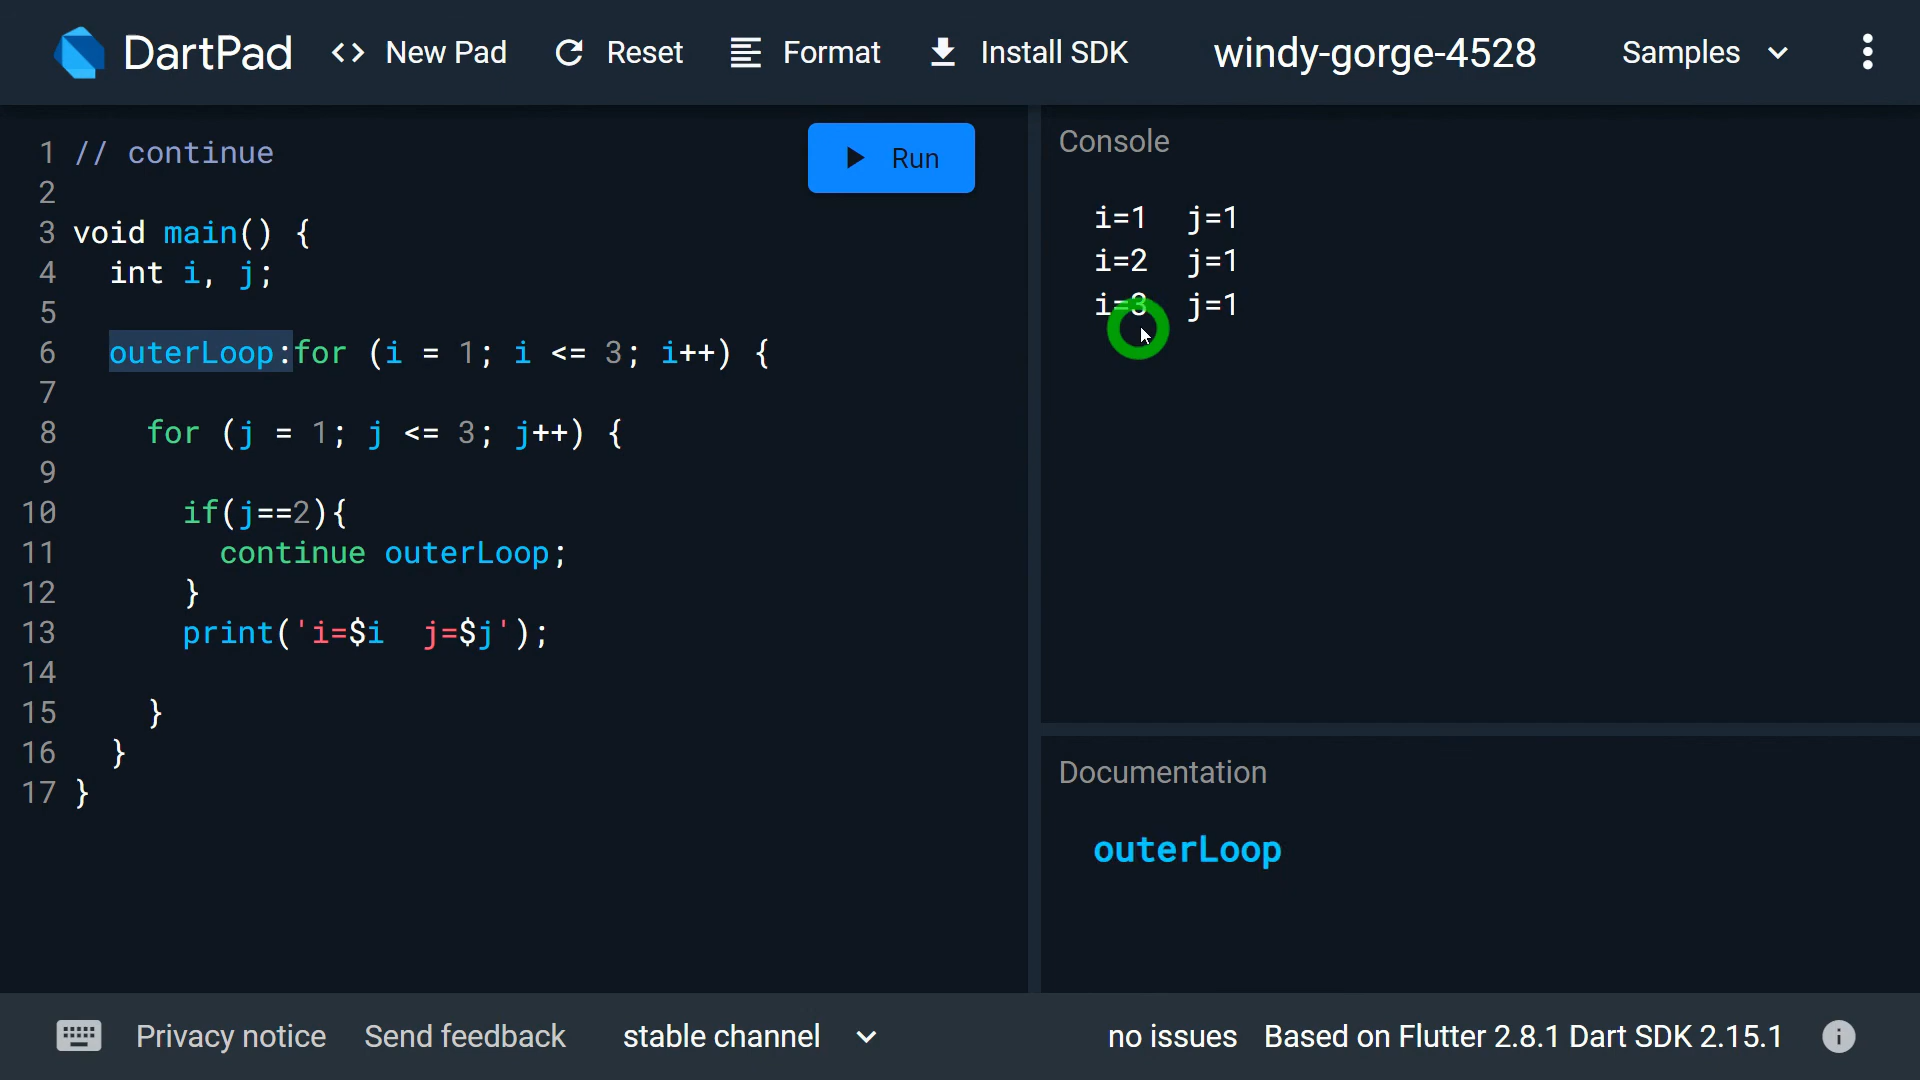 DartPad <> New Pad Reset Format Install SDK windy-gorge-4528 Samples
Run
1 // continue
2
3 void main() {
4 int i, j;
5
6 outerLoop:for (i = 1; i <= 3; i++) {
7
8 for (j = 1; j <= 3; j++) {
9
10 if(j==2){
11 continue outerLoop;
12 }
13 print('i=$i  j=$j');
14
15 }
16 }
17 }
Console
i=1  j=1
i=2  j=1
i=3  j=1
Documentation
outerLoop
Privacy notice Send feedback stable channel no issues Based on Flutter 2.8.1 Dart SDK 2.15.1